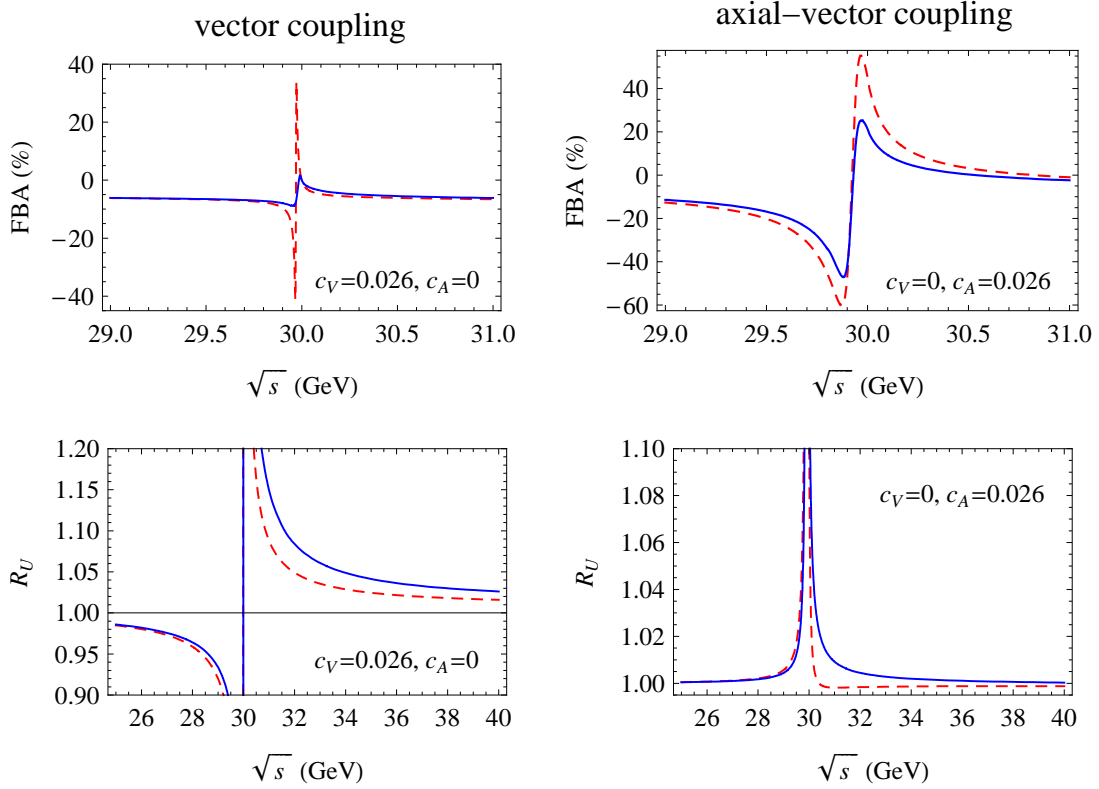 vector coupling
axial−vector coupling
FBA (%)
40
20
0
−20
−40
c_V=0.026, c_A=0
29.0 29.5 30.0 30.5 31.0
√s (GeV)
FBA (%)
40
20
0
−20
−40
−60
c_V=0, c_A=0.026
29.0 29.5 30.0 30.5 31.0
√s (GeV)
R_U
1.20
1.15
1.10
1.05
1.00
0.95
0.90
c_V=0.026, c_A=0
26 28 30 32 34 36 38 40
√s (GeV)
R_U
1.10
1.08
1.06
1.04
1.02
1.00
c_V=0, c_A=0.026
26 28 30 32 34 36 38 40
√s (GeV)